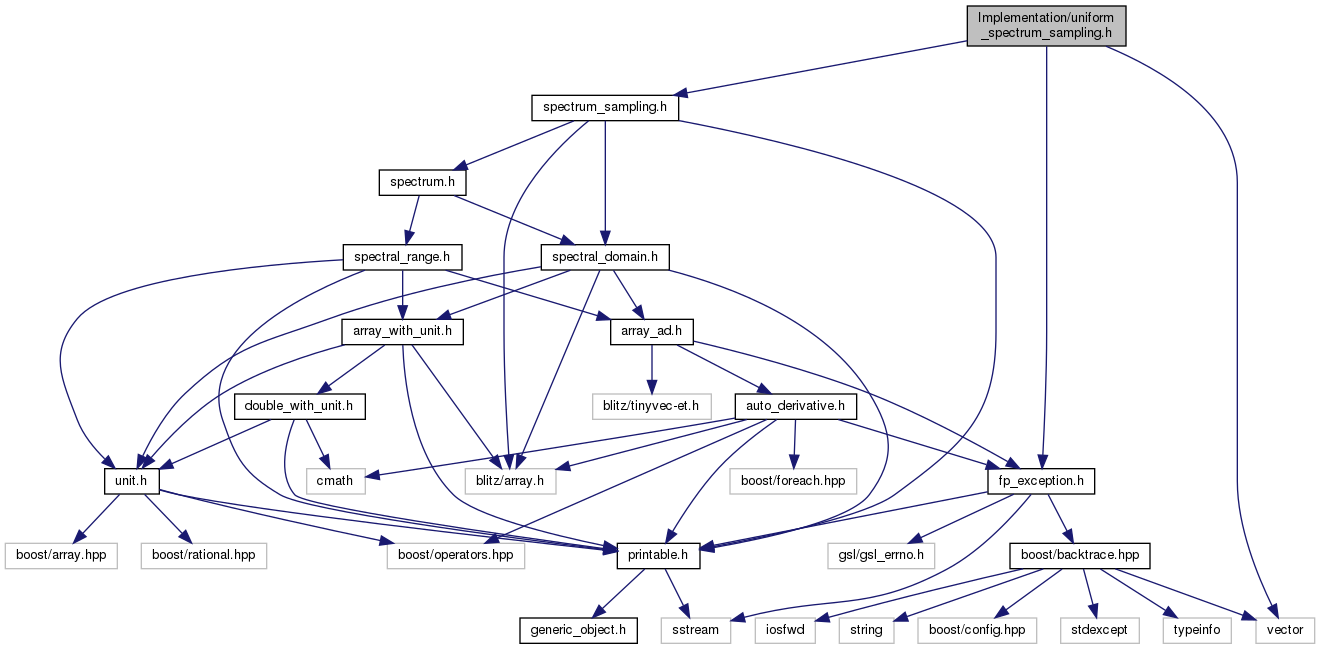 Implementation/uniform
_spectrum_sampling.h
spectrum_sampling.h
spectrum.h
spectral_range.h
spectral_domain.h
array_with_unit.h
array_ad.h
double_with_unit.h
blitz/tinyvec-et.h
auto_derivative.h
unit.h
cmath
blitz/array.h
boost/foreach.hpp
fp_exception.h
boost/array.hpp
boost/rational.hpp
boost/operators.hpp
printable.h
gsl/gsl_errno.h
boost/backtrace.hpp
generic_object.h
sstream
iosfwd
string
boost/config.hpp
stdexcept
typeinfo
vector